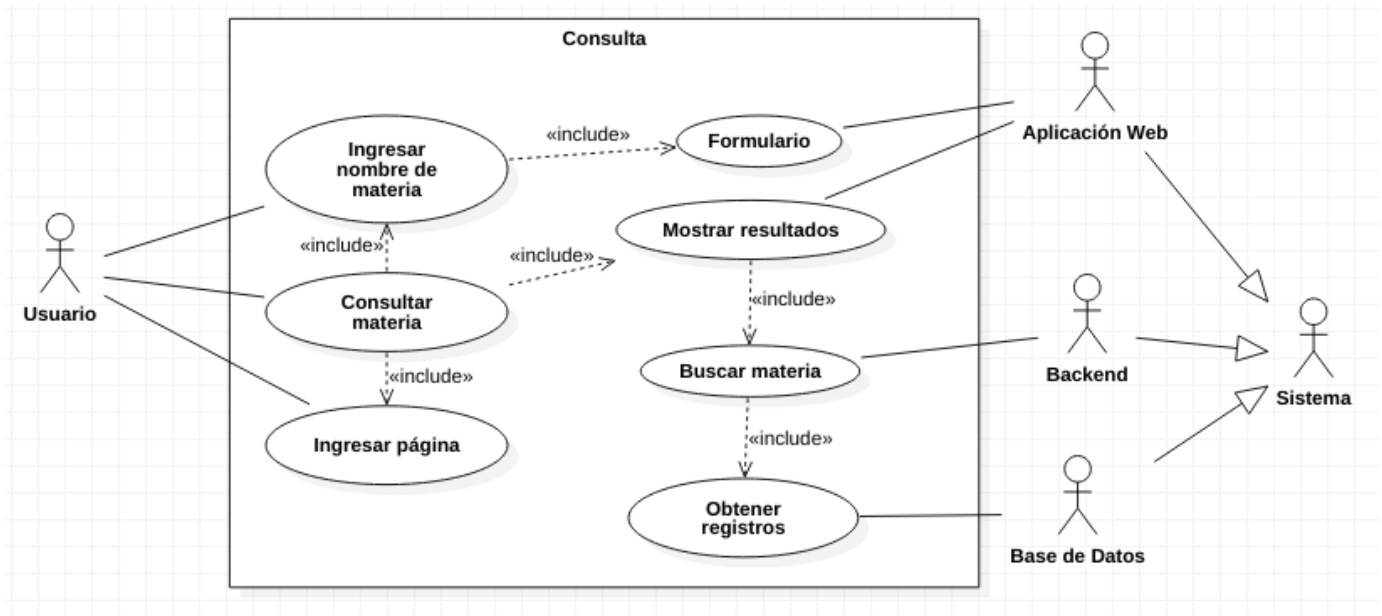 Consulta
Aplicación Web
«include»
Formulario
Ingresar
nombre de
materia
Mostrar resultados
«include»
«include»
Usuario
Consultar
materia
«include»
Buscar materia
Backend
Sistema
«include»
Ingresar página
«include»
Obtener
registros
Base de Datos